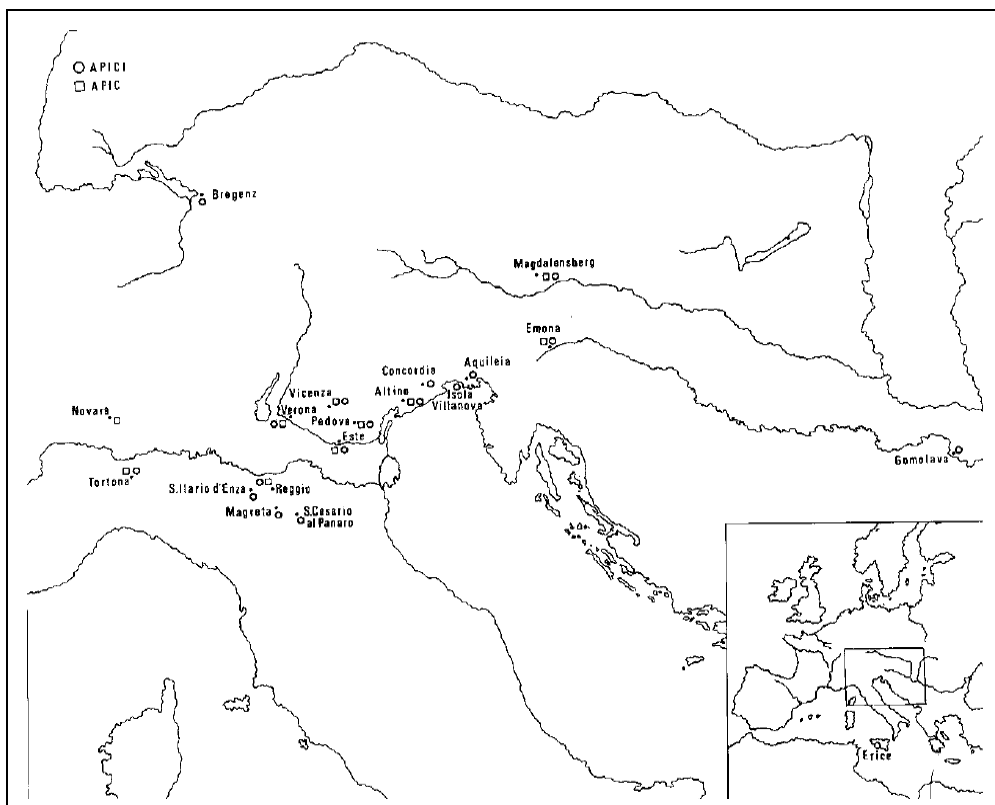 APICI
APIC
Bregenz
Magdalensberg
Emona
Aquileia
Concordia
Altino
Isola
Villanova
Vicenza
Verona
Padova
Este
Novara
Tortona
S.Ilario d'Enza
Reggio
Magreta
S.Cesario
al Panaro
Gomolava
Erice